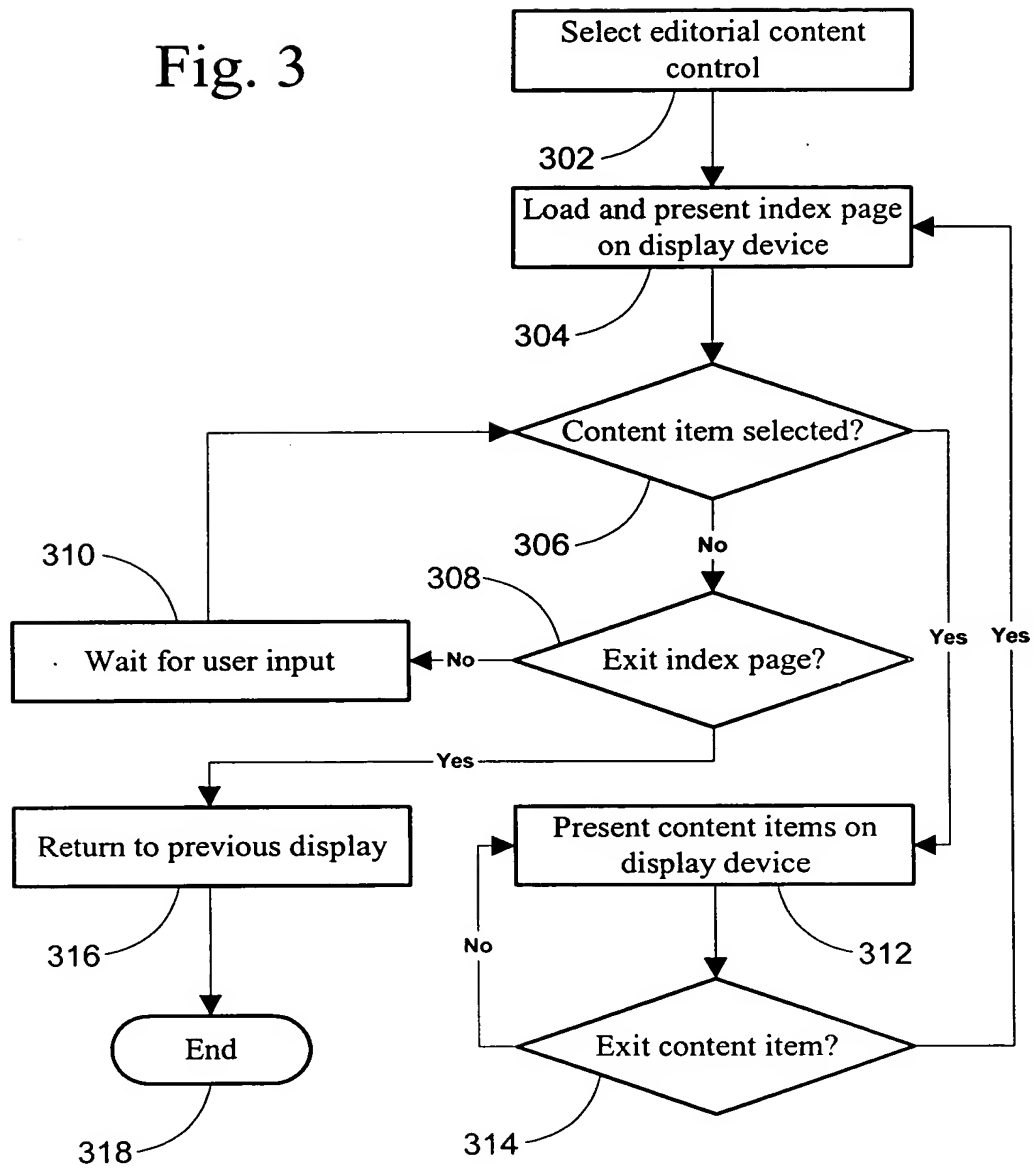 Fig. 3
Select editorial content
control
302
Load and present index page
on display device
304
Content item selected?
306
No
310
308
Wait for user input
No
Exit index page?
Yes
Yes
Yes
Return to previous display
Present content items on
display device
316
No
312
End
Exit content item?
318
314